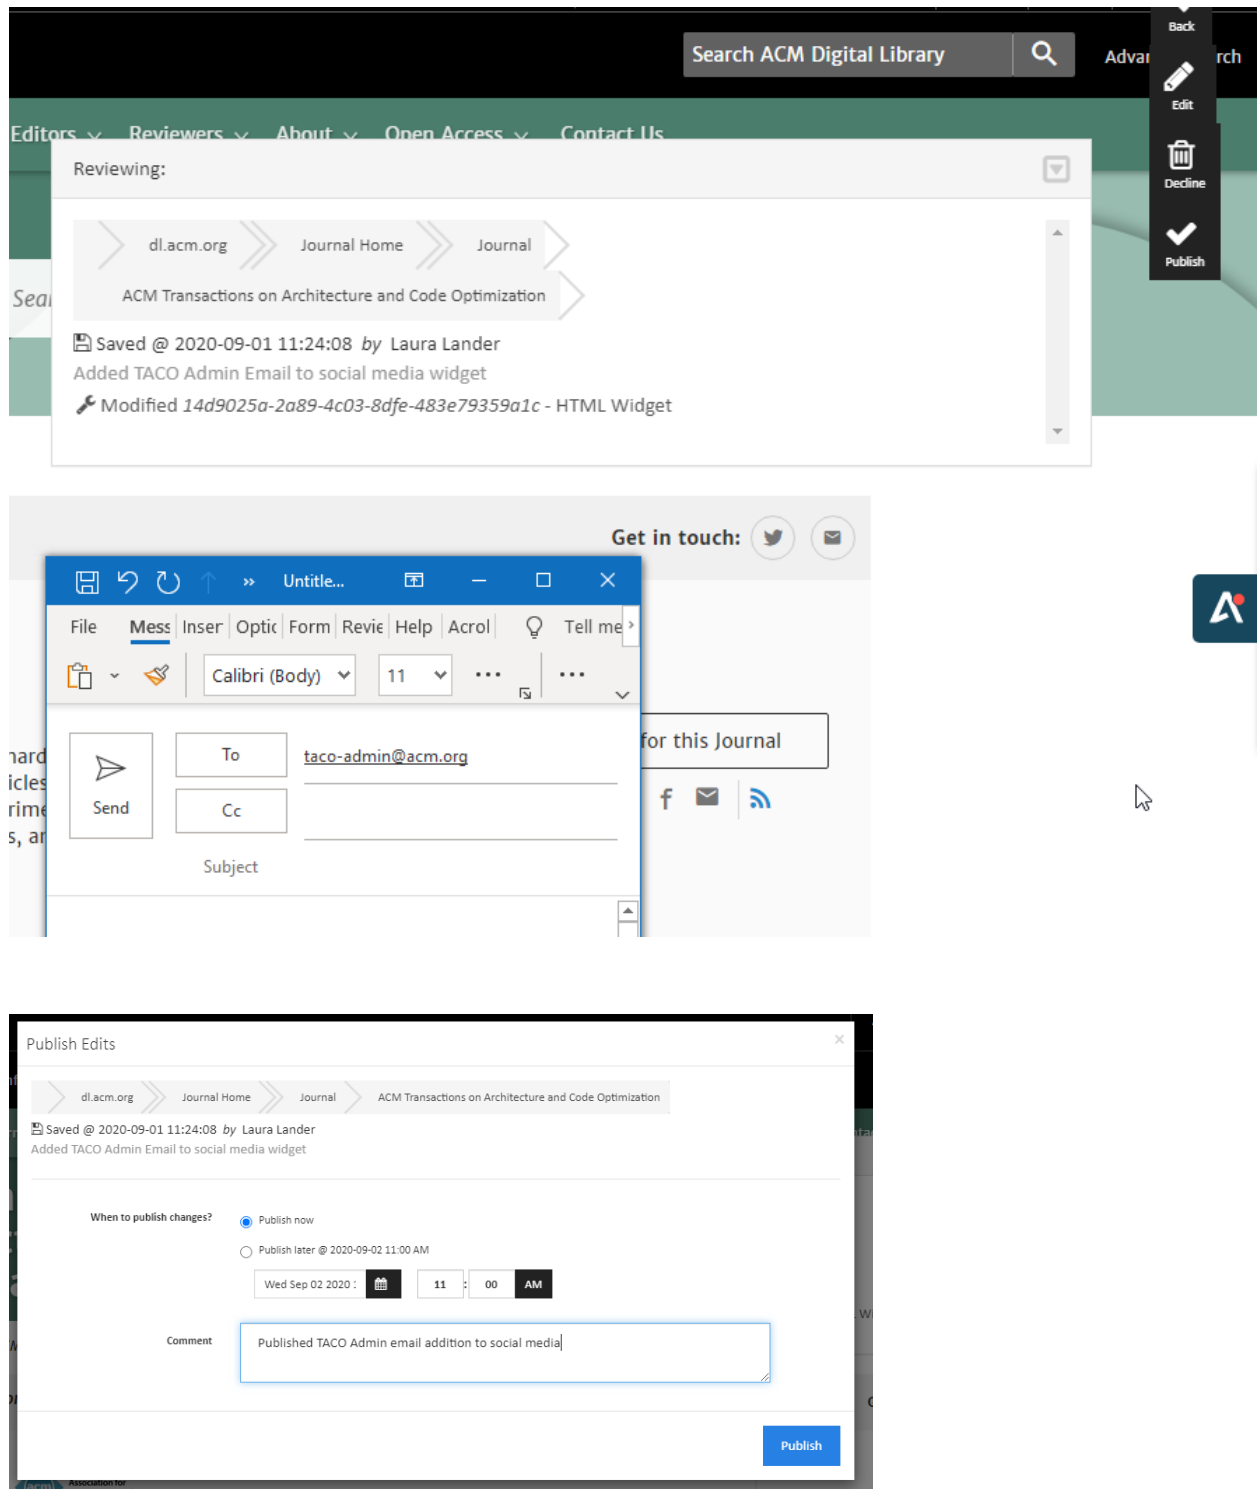 Back
Search ACM Digital Library
Edit
Editors Reviewers About Open Access Contact Us
Reviewing:
Decline
dl.acm.org Journal Home Journal
Publish
ACM Transactions on Architecture and Code Optimization
Saved @ 2020-09-01 11:24:08 by Laura Lander
Added TACO Admin Email to social media widget
Modified 14d9025a-2a89-4c03-8dfe-483e79359a1c - HTML Widget
Get in touch:
Untitle...
File Mess Inser Optic Form Revie Help Acrol Tell me
Calibri (Body) 11
for this Journal
To taco-admin@acm.org
Send
Cc
Subject
Publish Edits
dl.acm.org Journal Home Journal ACM Transactions on Architecture and Code Optimization
Saved @ 2020-09-01 11:24:08 by Laura Lander
Added TACO Admin Email to social media widget
When to publish changes? Publish now
Publish later @ 2020-09-02 11:00 AM
Wed Sep 02 2020 11 : 00 AM
Comment Published TACO Admin email addition to social media
Publish
Association for